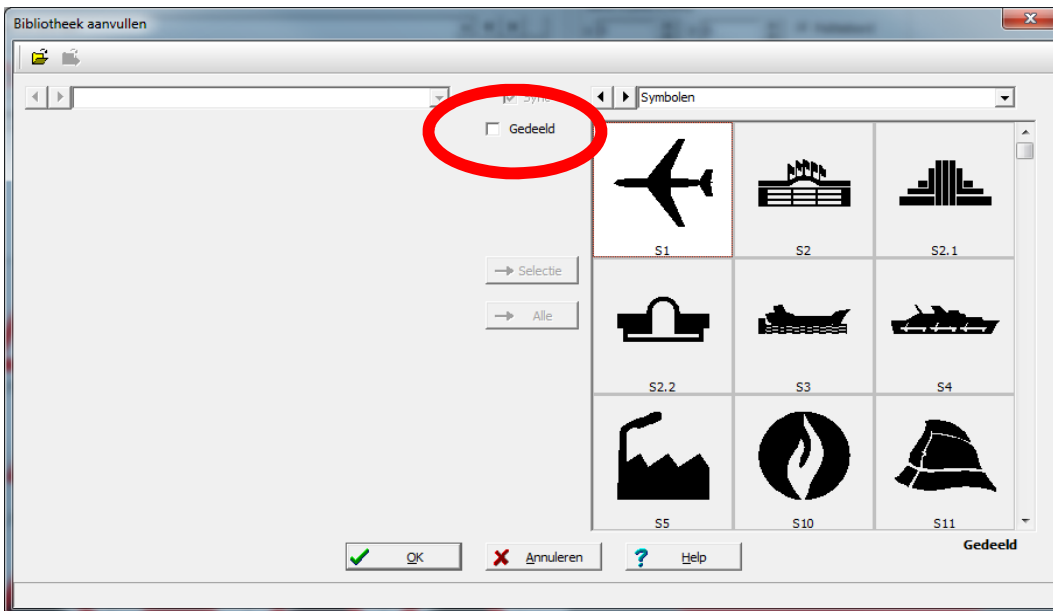 Bibliotheek aanvullen
Symbolen
Gedeeld
S1 S2 S2.1
Selectie
Alle
S2.2 S3 S4
S5 S10 S11
Gedeeld
OK Annuleren ? Help